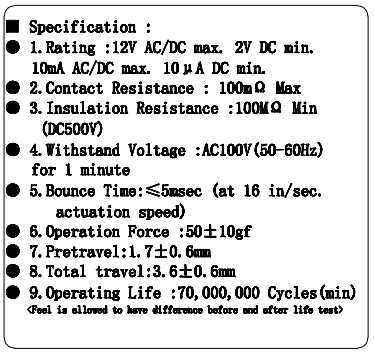 ■ Specification :
● 1.Rating :12V AC/DC max. 2V DC min.
10mA AC/DC max. 10μA DC min.
● 2.Contact Resistance : 100mΩ Max
● 3.Insulation Resistance :100MΩ Min
(DC500V)
● 4.Withstand Voltage :AC100V(50-60Hz)
for 1 minute
● 5.Bounce Time:≤5msec (at 16 in/sec.
actuation speed)
● 6.Operation Force :50±10gf
● 7.Pretravel:1.7±0.6mm
● 8.Total travel:3.6±0.6mm
● 9.Operating Life :70,000,000 Cycles(min)
<Feel is allowed to have difference before and after life test>